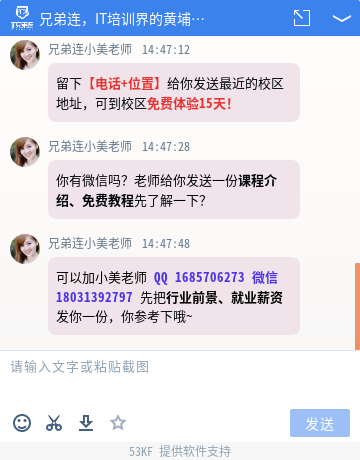 兄弟连，IT培训界的黄埔…
兄弟连小美老师 14:47:12
留下【电话+位置】给你发送最近的校区
地址，可到校区免费体验15天！
兄弟连小美老师 14:47:28
你有微信吗？老师给你发送一份课程介
绍、免费教程先了解一下？
兄弟连小美老师 14:47:48
可以加小美老师 QQ 1685706273 微信
18031392797 先把行业前景、就业薪资
发你一份，你参考下哦~
请输入文字或粘贴截图
发送
53KF 提供软件支持